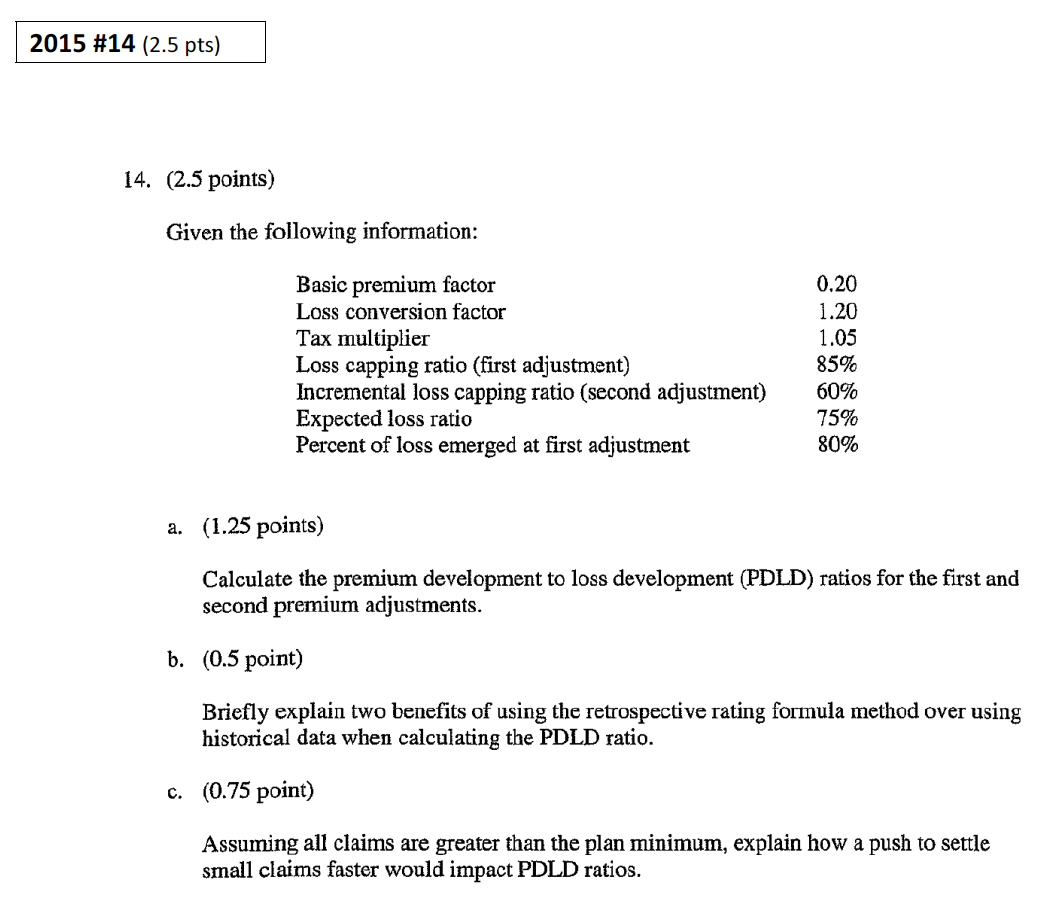 2015 #14 (2.5 pts)
14. (2.5 points)
Given the following information:
Basic premium factor 0.20
Loss conversion factor 1.20
Tax multiplier 1.05
Loss capping ratio (first adjustment) 85%
Incremental loss capping ratio (second adjustment) 60%
Expected loss ratio 75%
Percent of loss emerged at first adjustment 80%
a. (1.25 points)
Calculate the premium development to loss development (PDLD) ratios for the first and
second premium adjustments.
b. (0.5 point)
Briefly explain two benefits of using the retrospective rating formula method over using
historical data when calculating the PDLD ratio.
c. (0.75 point)
Assuming all claims are greater than the plan minimum, explain how a push to settle
small claims faster would impact PDLD ratios.